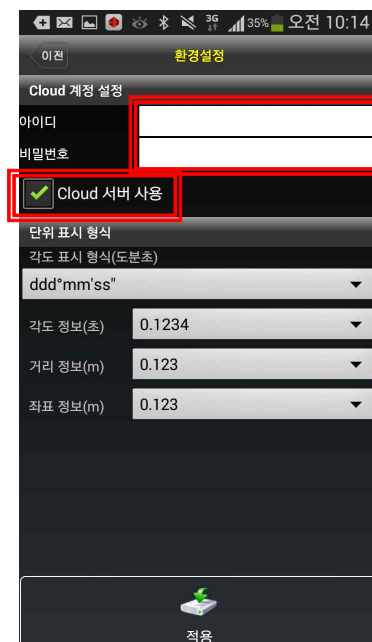 3G 35% 오전 10:14
이전 환경설정
Cloud 계정 설정
아이디
비밀번호
Cloud 서버 사용
단위 표시 형식
각도 표시 형식(도분초)
ddd°mm'ss"
각도 정보(초) 0.1234
거리 정보(m) 0.123
좌표 정보(m) 0.123
적용